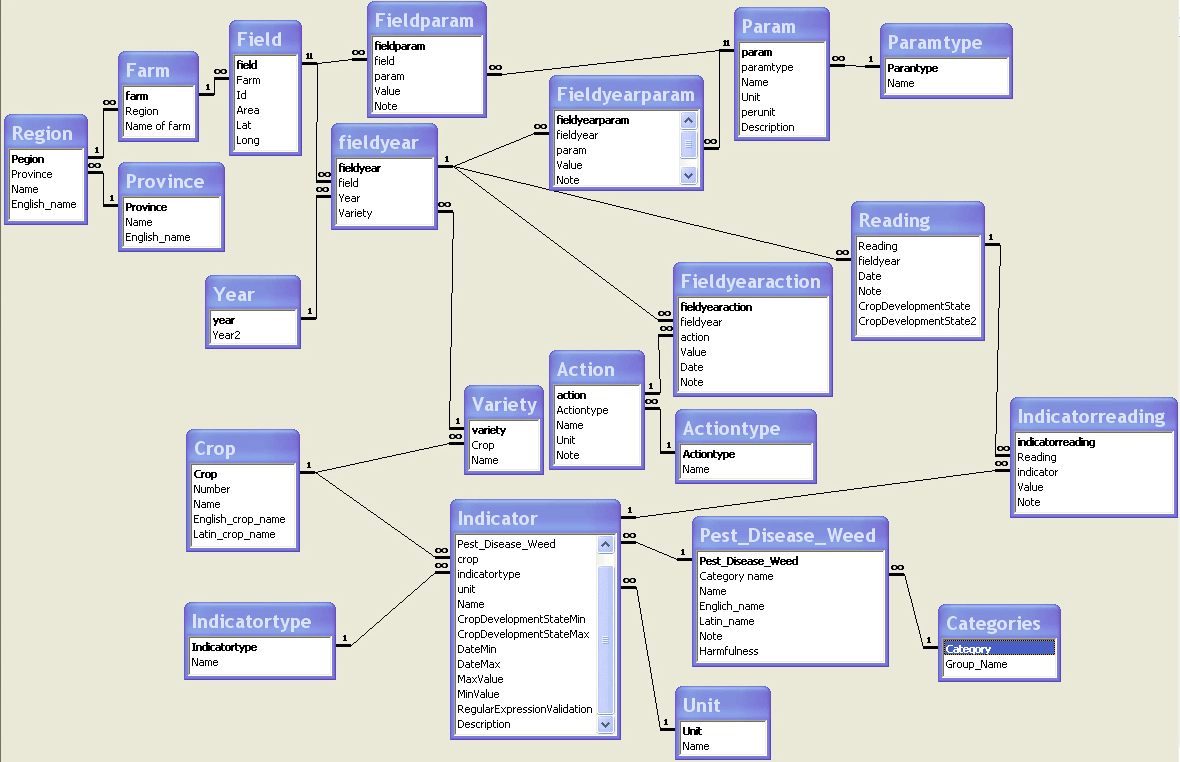 Field
field
Farm
Id
Area
Lat
Long
Fieldparam
fieldparam
field
param
Value
Note
Param
param
paramtype
Name
Unit
perunit
Description
Paramtype
Parantype
Name
Farm
farm
Region
Name of farm
Fieldyearparam
fieldyearparam
fieldyear
param
Value
Note
Region
Pegion
Province
Name
English_name
fieldyear
fieldyear
field
Year
Variety
Province
Province
Name
English_name
Reading
Reading
fieldyear
Date
Note
CropDevelopmentState
CropDevelopmentState2
Year
year
Year2
Fieldyearaction
fieldyearaction
fieldyear
action
Value
Date
Note
Action
action
Actiontype
Name
Unit
Note
Variety
variety
Crop
Name
Actiontype
Actiontype
Name
Indicatorreading
indicatorreading
Reading
indicator
Value
Note
Crop
Crop
Number
Name
English_crop_name
Latin_crop_name
Indicator
Pest_Disease_Weed
crop
indicatortype
unit
Name
CropDevelopmentStateMin
CropDevelopmentStateMax
DateMin
DateMax
MaxValue
MinValue
RegularExpressionValidation
Description
Pest_Disease_Weed
Pest_Disease_Weed
Category name
Name
Englich_name
Latin_name
Note
Harmfulness
Indicatortype
Indicatortype
Name
Categories
Category
Group_Name
Unit
Unit
Name